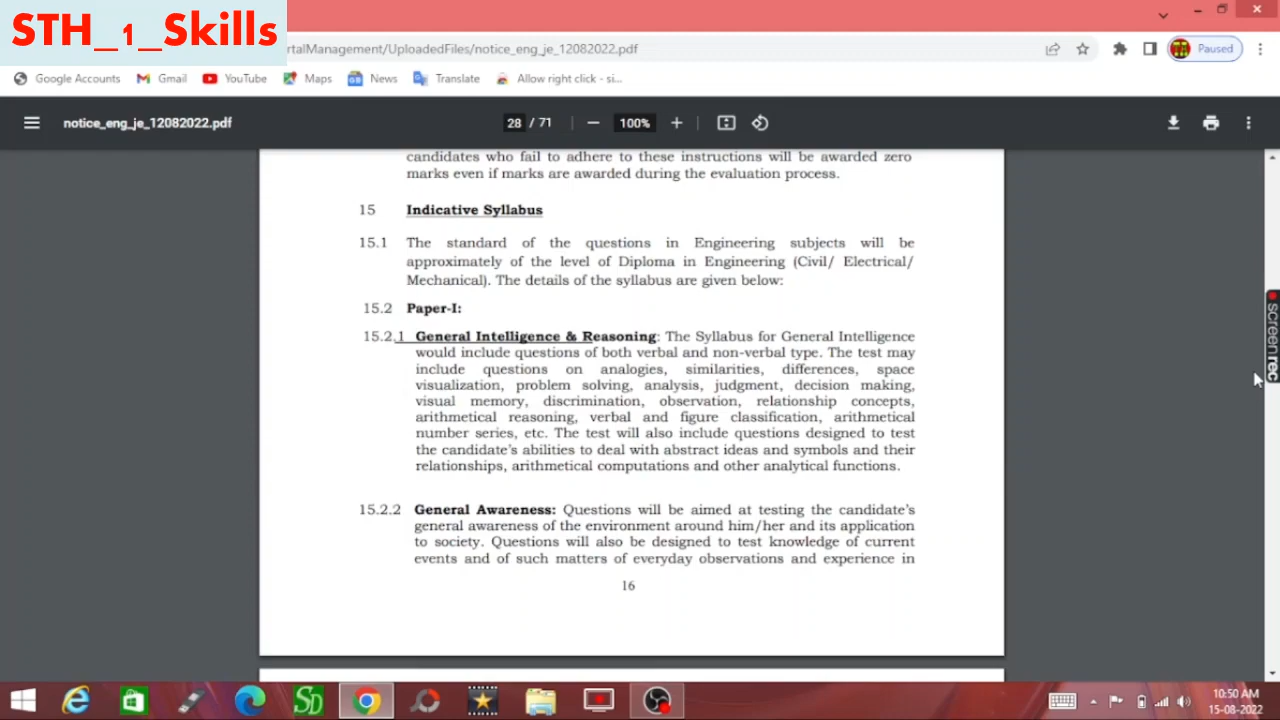 STH_1_Skills
rtalManagement/UploadedFiles/notice_eng_je_12082022.pdf
Paused
Google Accounts
Gmail
YouTube
Maps
News
Translate
Allow right click - si...
notice_eng_je_12082022.pdf
28 / 71
100%
candidates who fail to adhere to these instructions will be awarded zero
marks even if marks are awarded during the evaluation process.
15 Indicative Syllabus
15.1 The standard of the questions in Engineering subjects will be
approximately of the level of Diploma in Engineering (Civil/ Electrical/
Mechanical). The details of the syllabus are given below:
15.2 Paper-I:
15.2.1 General Intelligence & Reasoning: The Syllabus for General Intelligence
would include questions of both verbal and non-verbal type. The test may
include questions on analogies, similarities, differences, space
visualization, problem solving, analysis, judgment, decision making,
visual memory, discrimination, observation, relationship concepts,
arithmetical reasoning, verbal and figure classification, arithmetical
number series, etc. The test will also include questions designed to test
the candidate's abilities to deal with abstract ideas and symbols and their
relationships, arithmetical computations and other analytical functions.
15.2.2 General Awareness: Questions will be aimed at testing the candidate's
general awareness of the environment around him/her and its application
to society. Questions will also be designed to test knowledge of current
events and of such matters of everyday observations and experience in
16
screenrec
SD
10:50 AM
15-08-2022